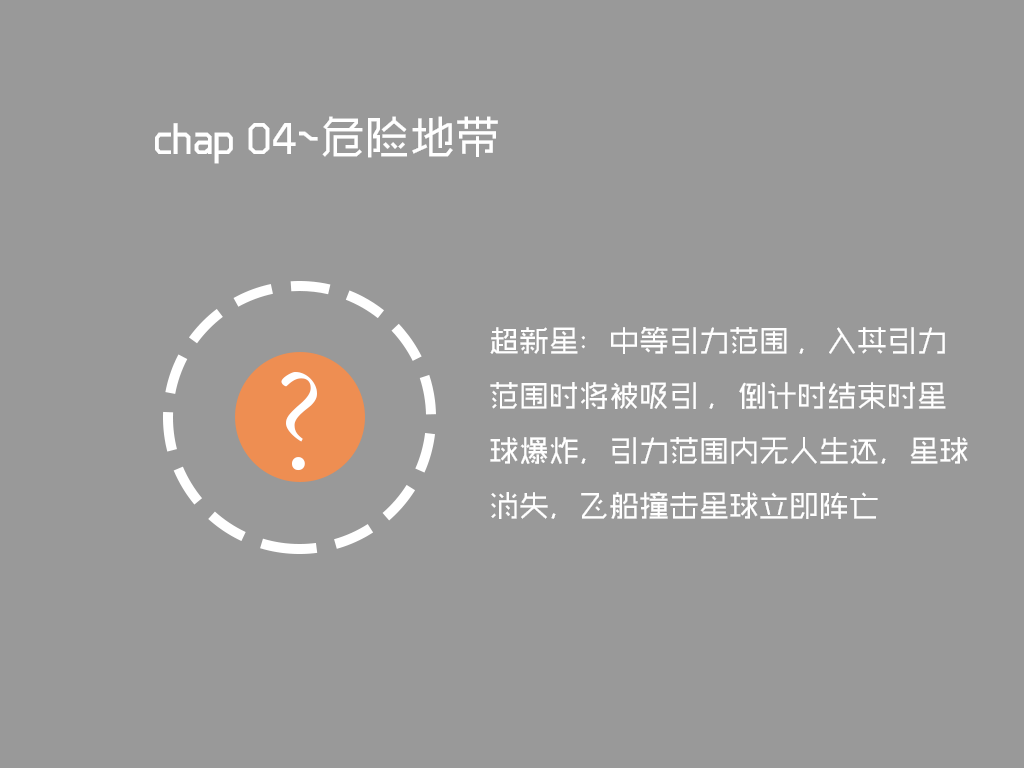 chap 04~危险地带
?
超新星：中等引力范围，入其引力
范围时将被吸引，倒计时结束时星
球爆炸，引力范围内无人生还，星球
消失，飞船撞击星球立即阵亡